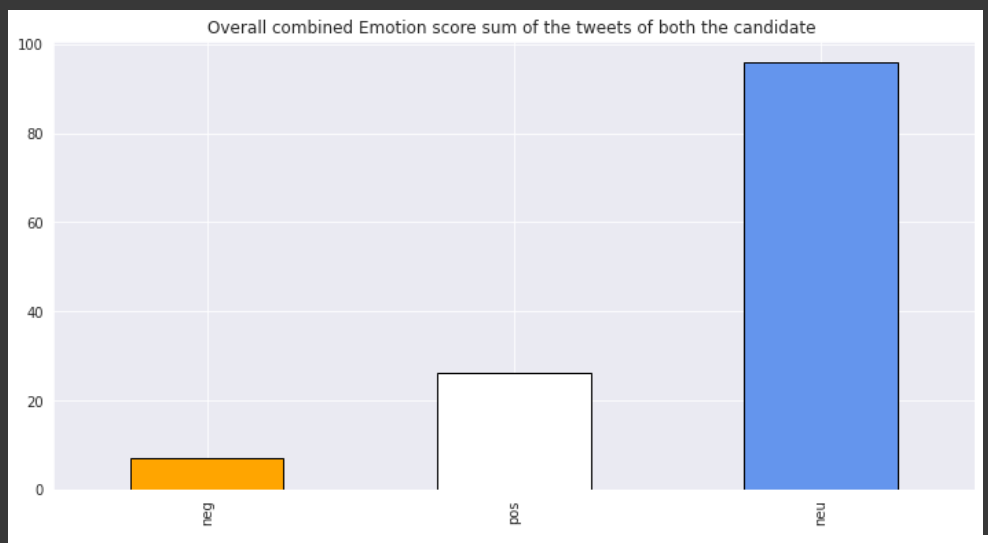 Overall combined Emotion score sum of the tweets of both the candidate
100
80
60
40
20
0
neg
pos
neu